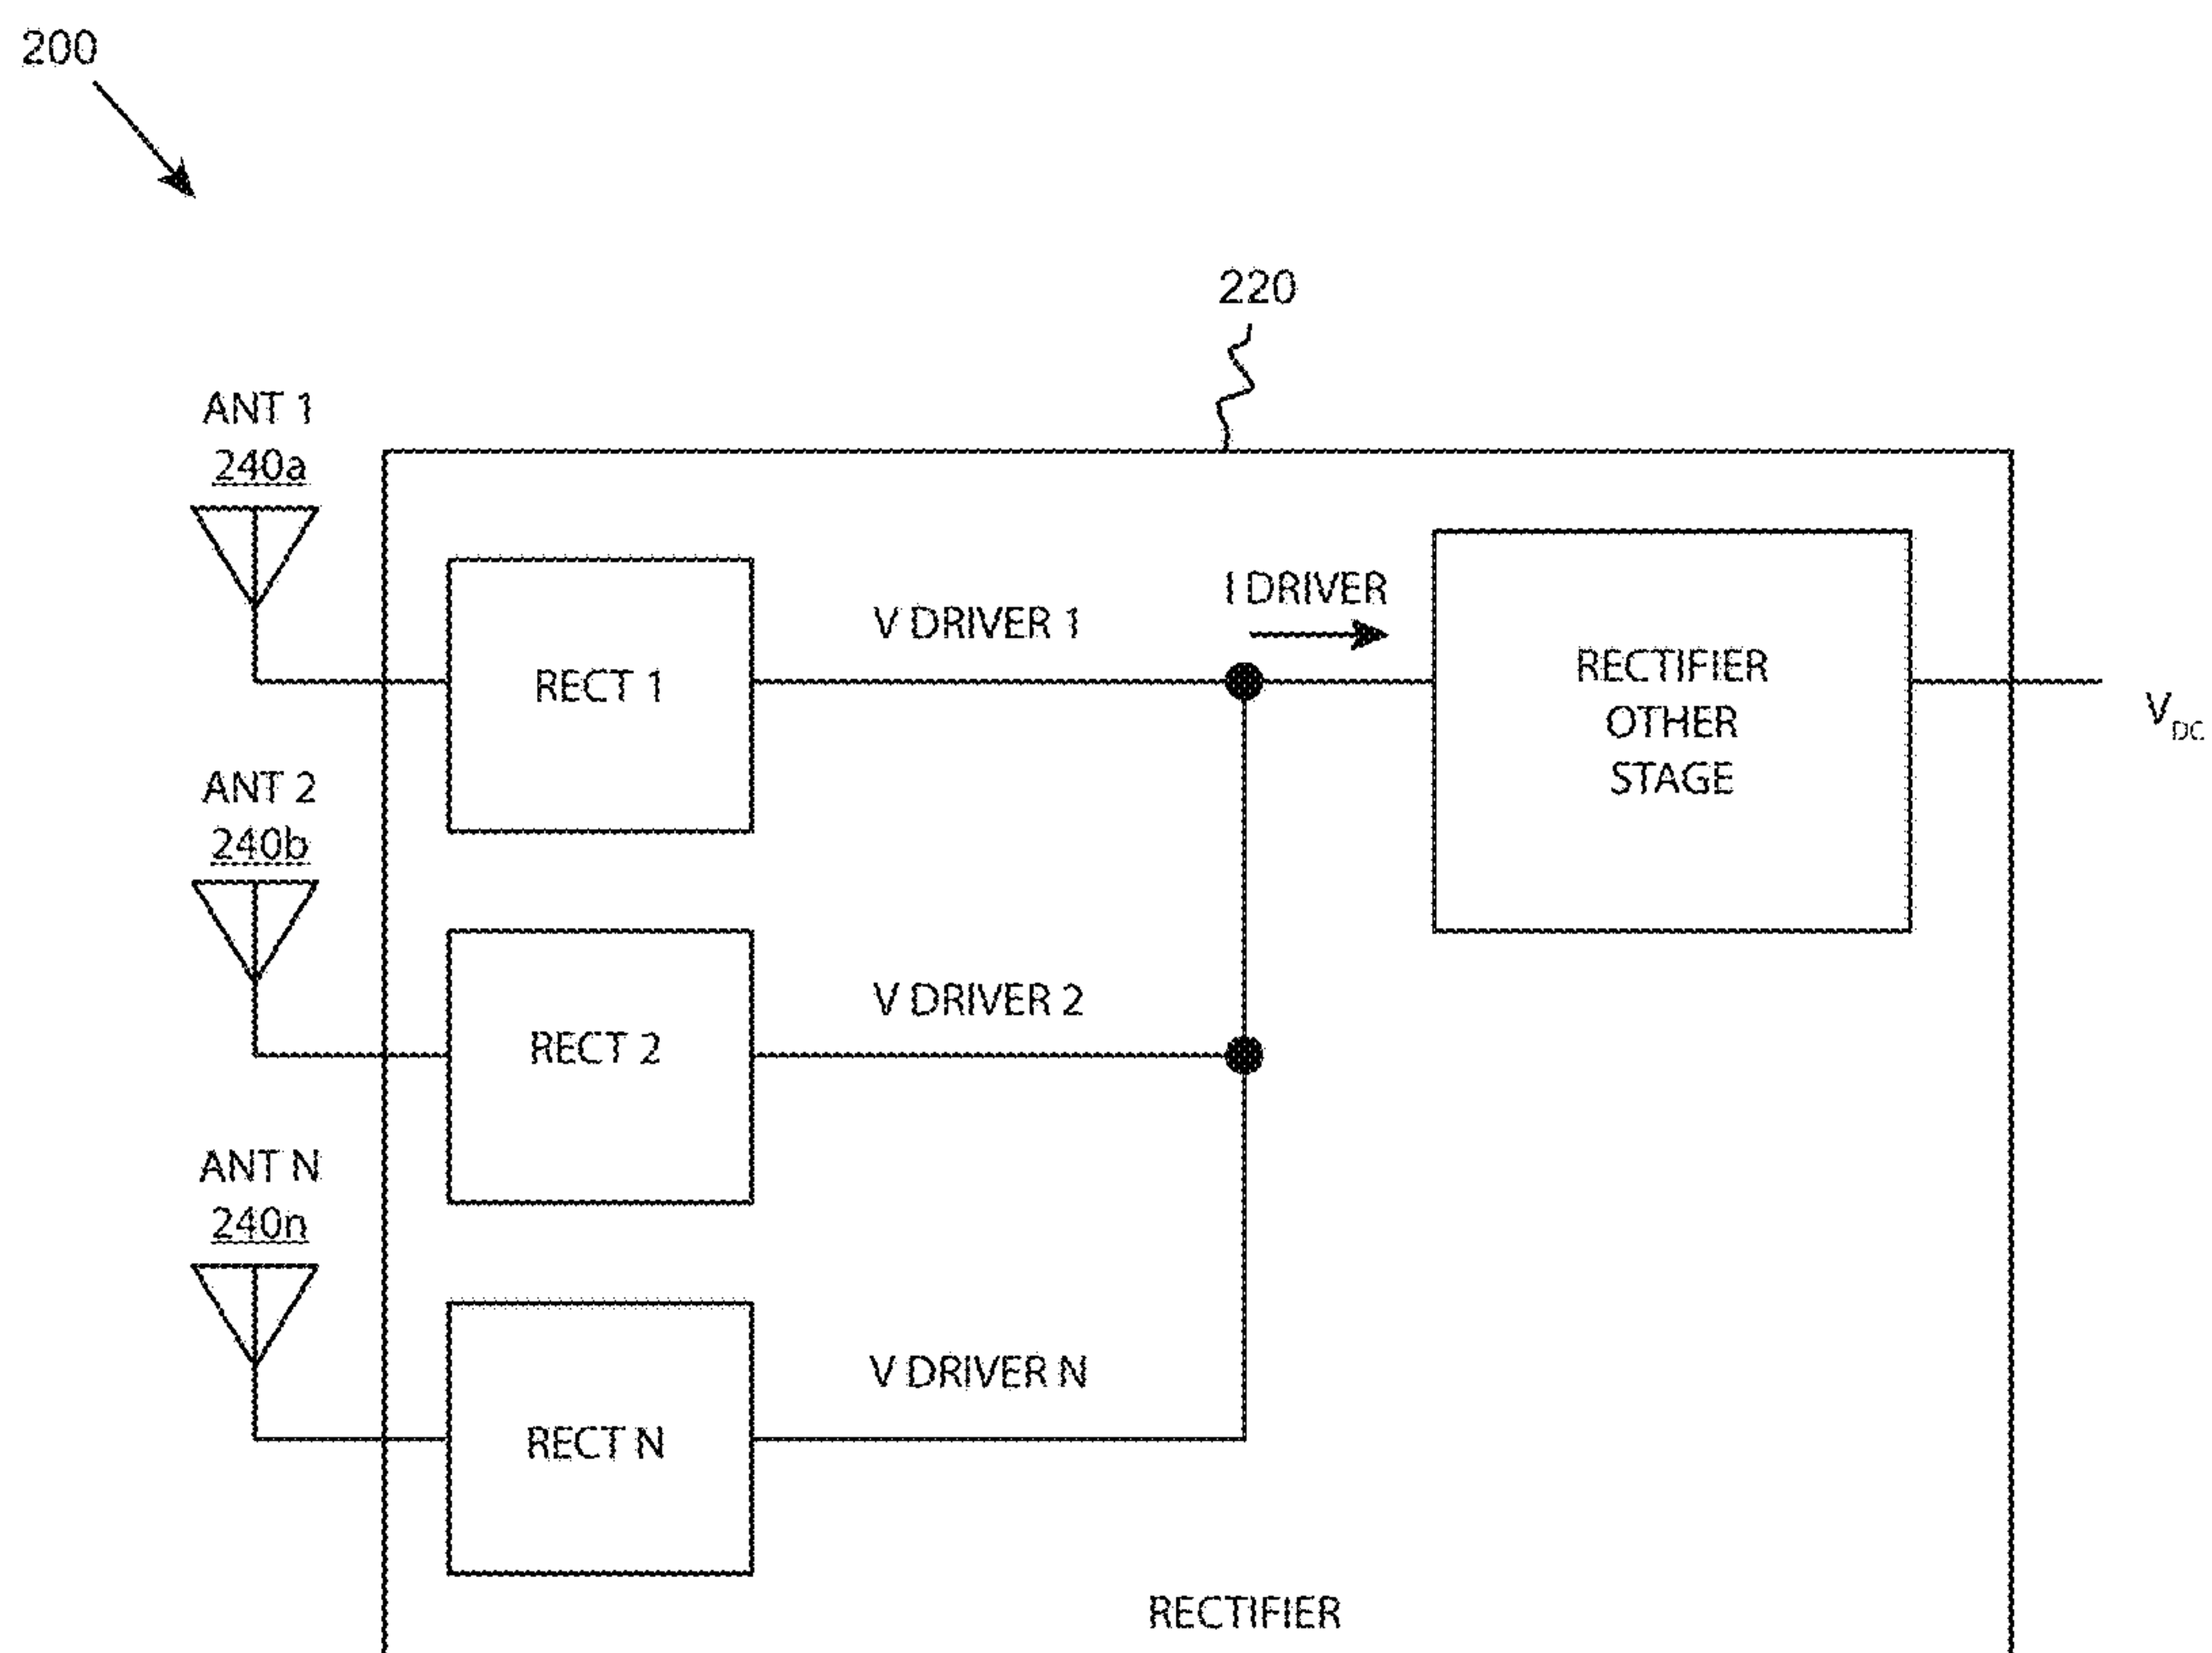 200
220
ANT 1
240a
RECT 1
V DRIVER 1
I DRIVER
RECTIFIER
OTHER
STAGE
VDC
ANT 2
240b
RECT 2
V DRIVER 2
ANT N
240n
RECT N
V DRIVER N
RECTIFIER